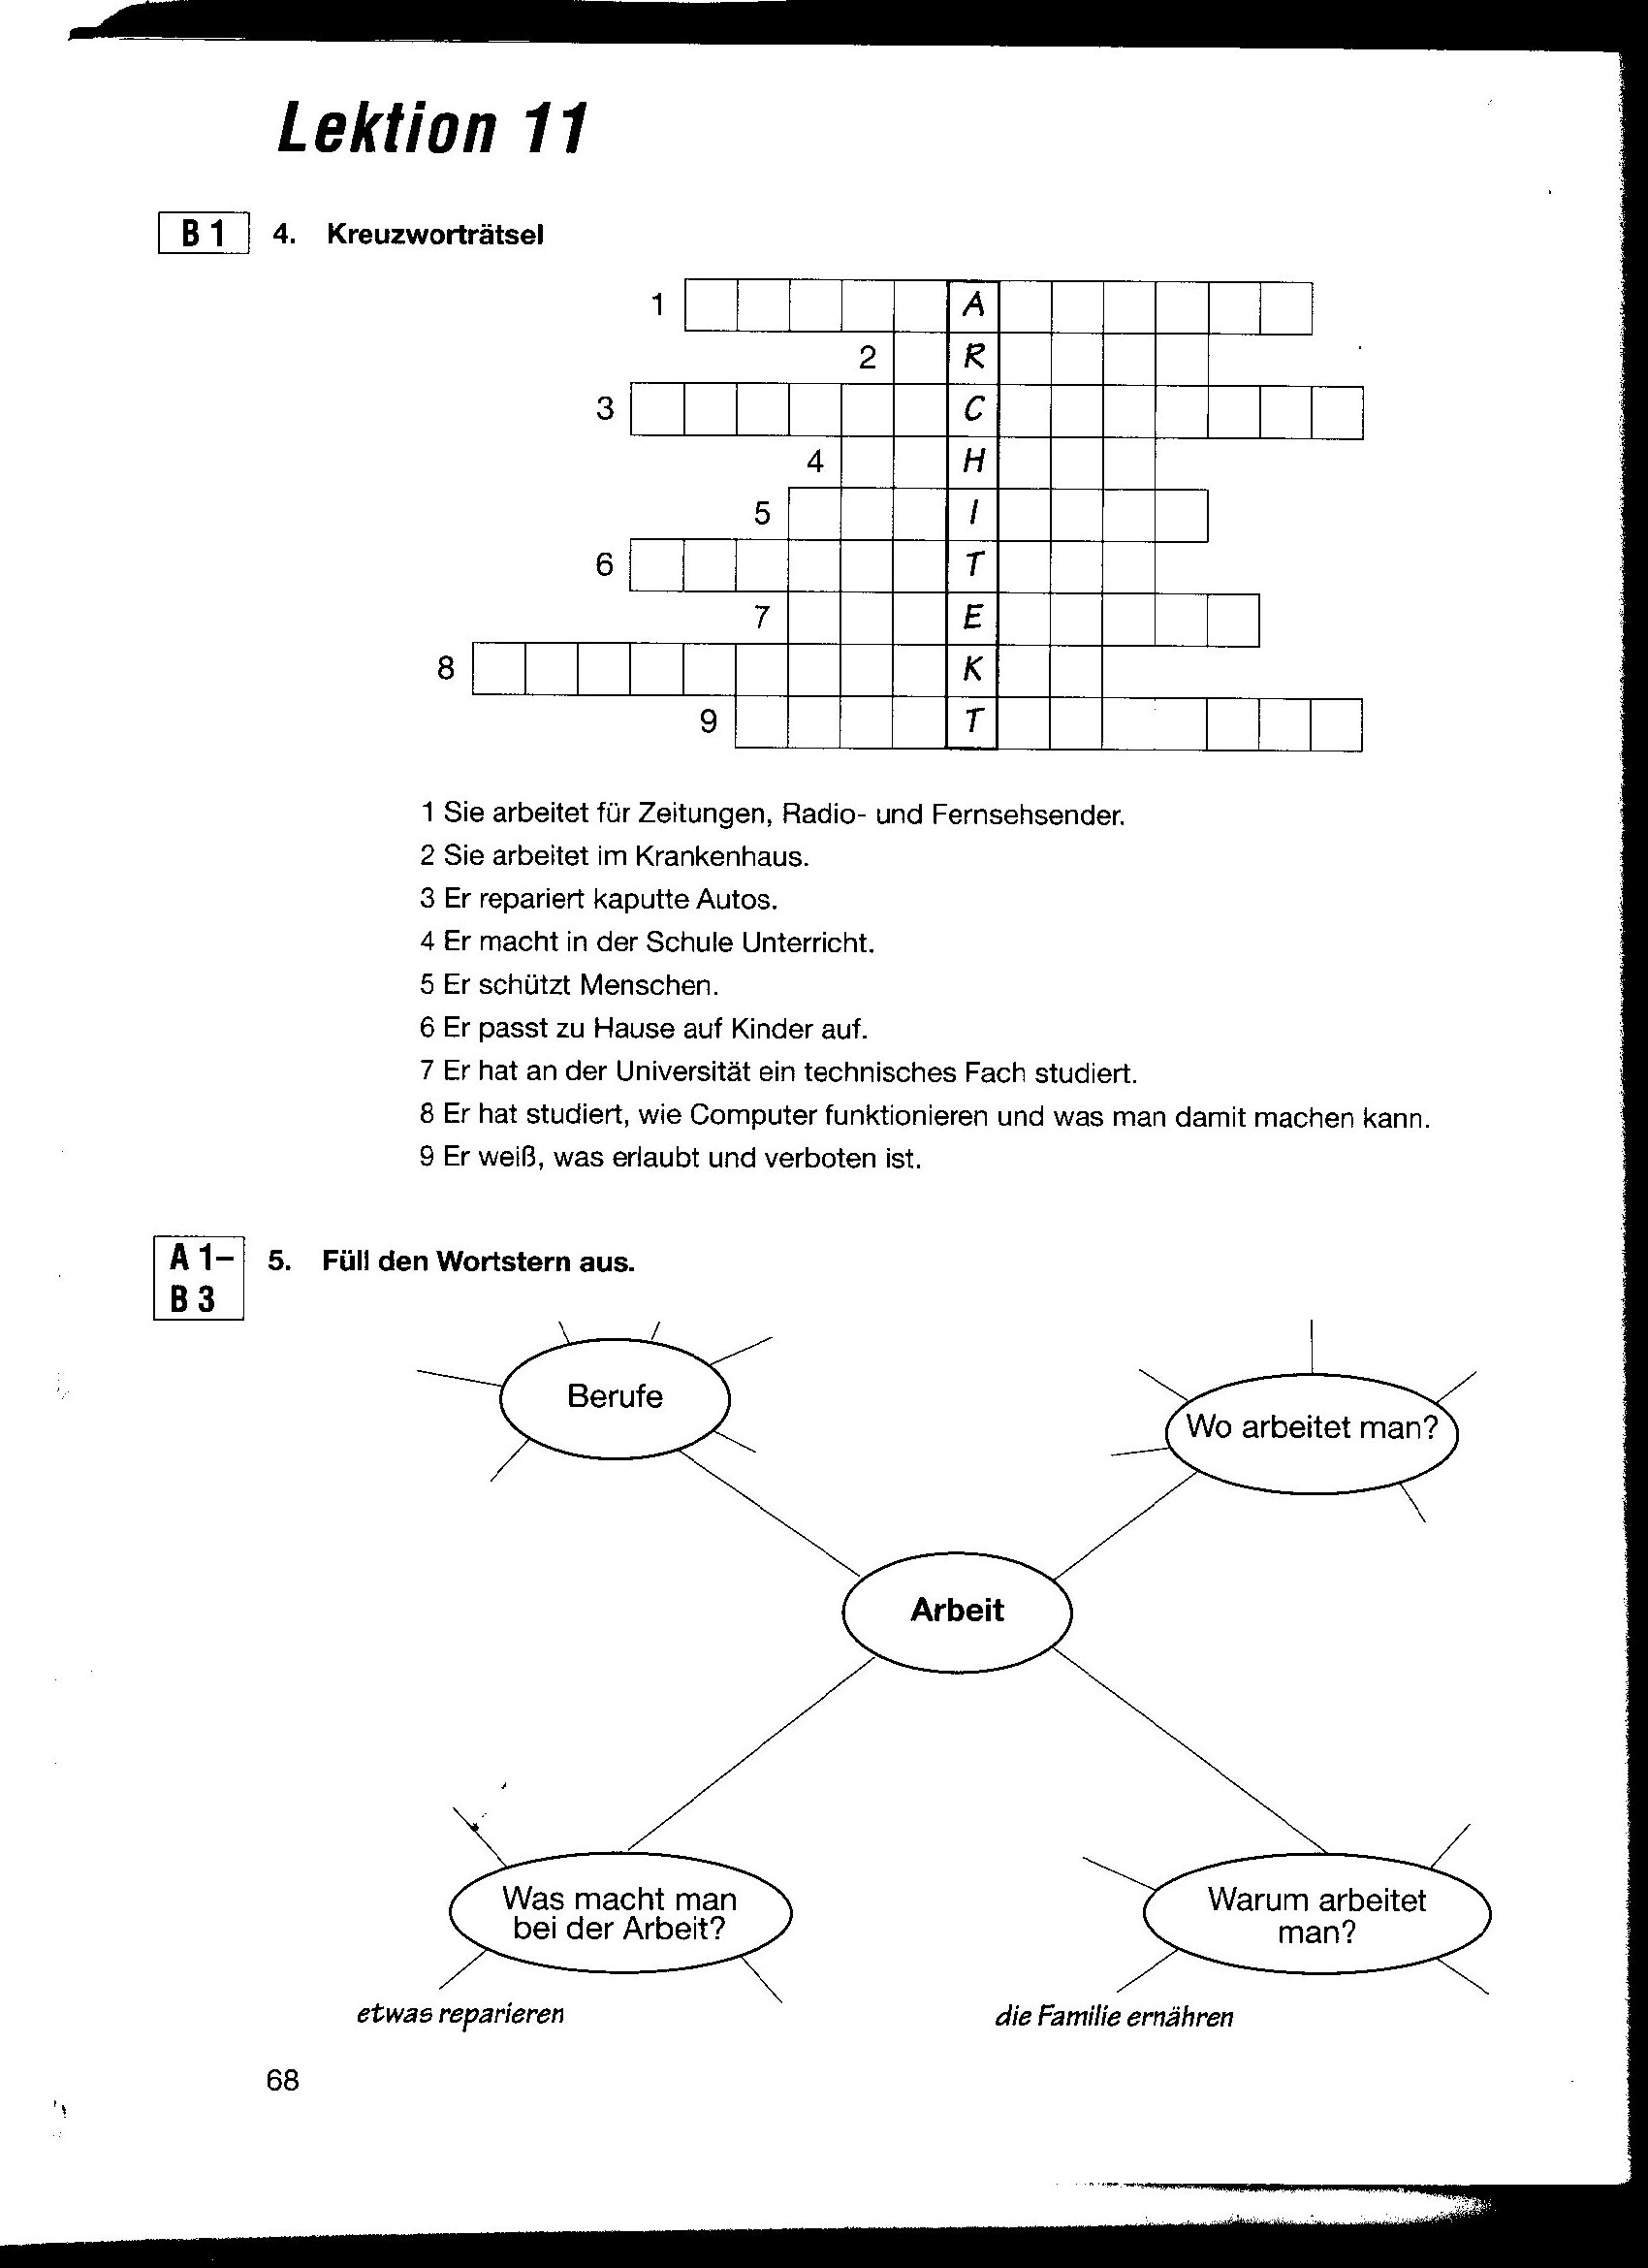 Lektion 11
B 1 4. Kreuzworträtsel
1 A
2 R
3 C
4 H
5 I
6 T
7 E
8 K
9 T
1 Sie arbeitet für Zeitungen, Radio- und Fernsehsender.
2 Sie arbeitet im Krankenhaus.
3 Er repariert kaputte Autos.
4 Er macht in der Schule Unterricht.
5 Er schützt Menschen.
6 Er passt zu Hause auf Kinder auf.
7 Er hat an der Universität ein technisches Fach studiert.
8 Er hat studiert, wie Computer funktionieren und was man damit machen kann.
9 Er weiß, was erlaubt und verboten ist.
A 1–
B 3
5. Füll den Wortstern aus.
Berufe
Wo arbeitet man?
Arbeit
Was macht man
bei der Arbeit?
Warum arbeitet
man?
etwas reparieren
die Familie ernähren
68